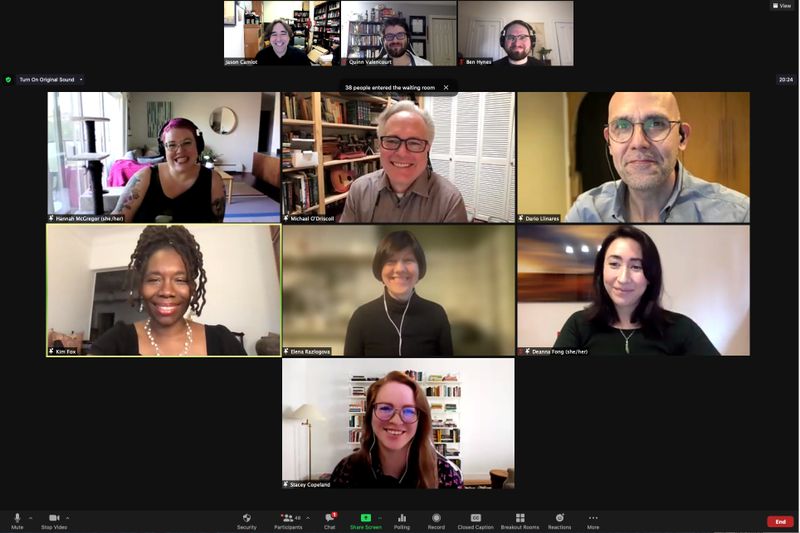 View
Jason Camlot
Quinn Valencourt
Ben Hynes
Turn On Original Sound
38 people entered the waiting room
20:24
Hannah McGregor (she/her)
Michael O'Driscoll
Dario Llinares
Kim Fox
Elena Razlogova
Deanna Fong (she/her)
Stacey Copeland
Mute
Stop Video
Security
Participants
48
Chat
Share Screen
Polling
Record
CC
Closed Caption
Breakout Rooms
Reactions
More
End